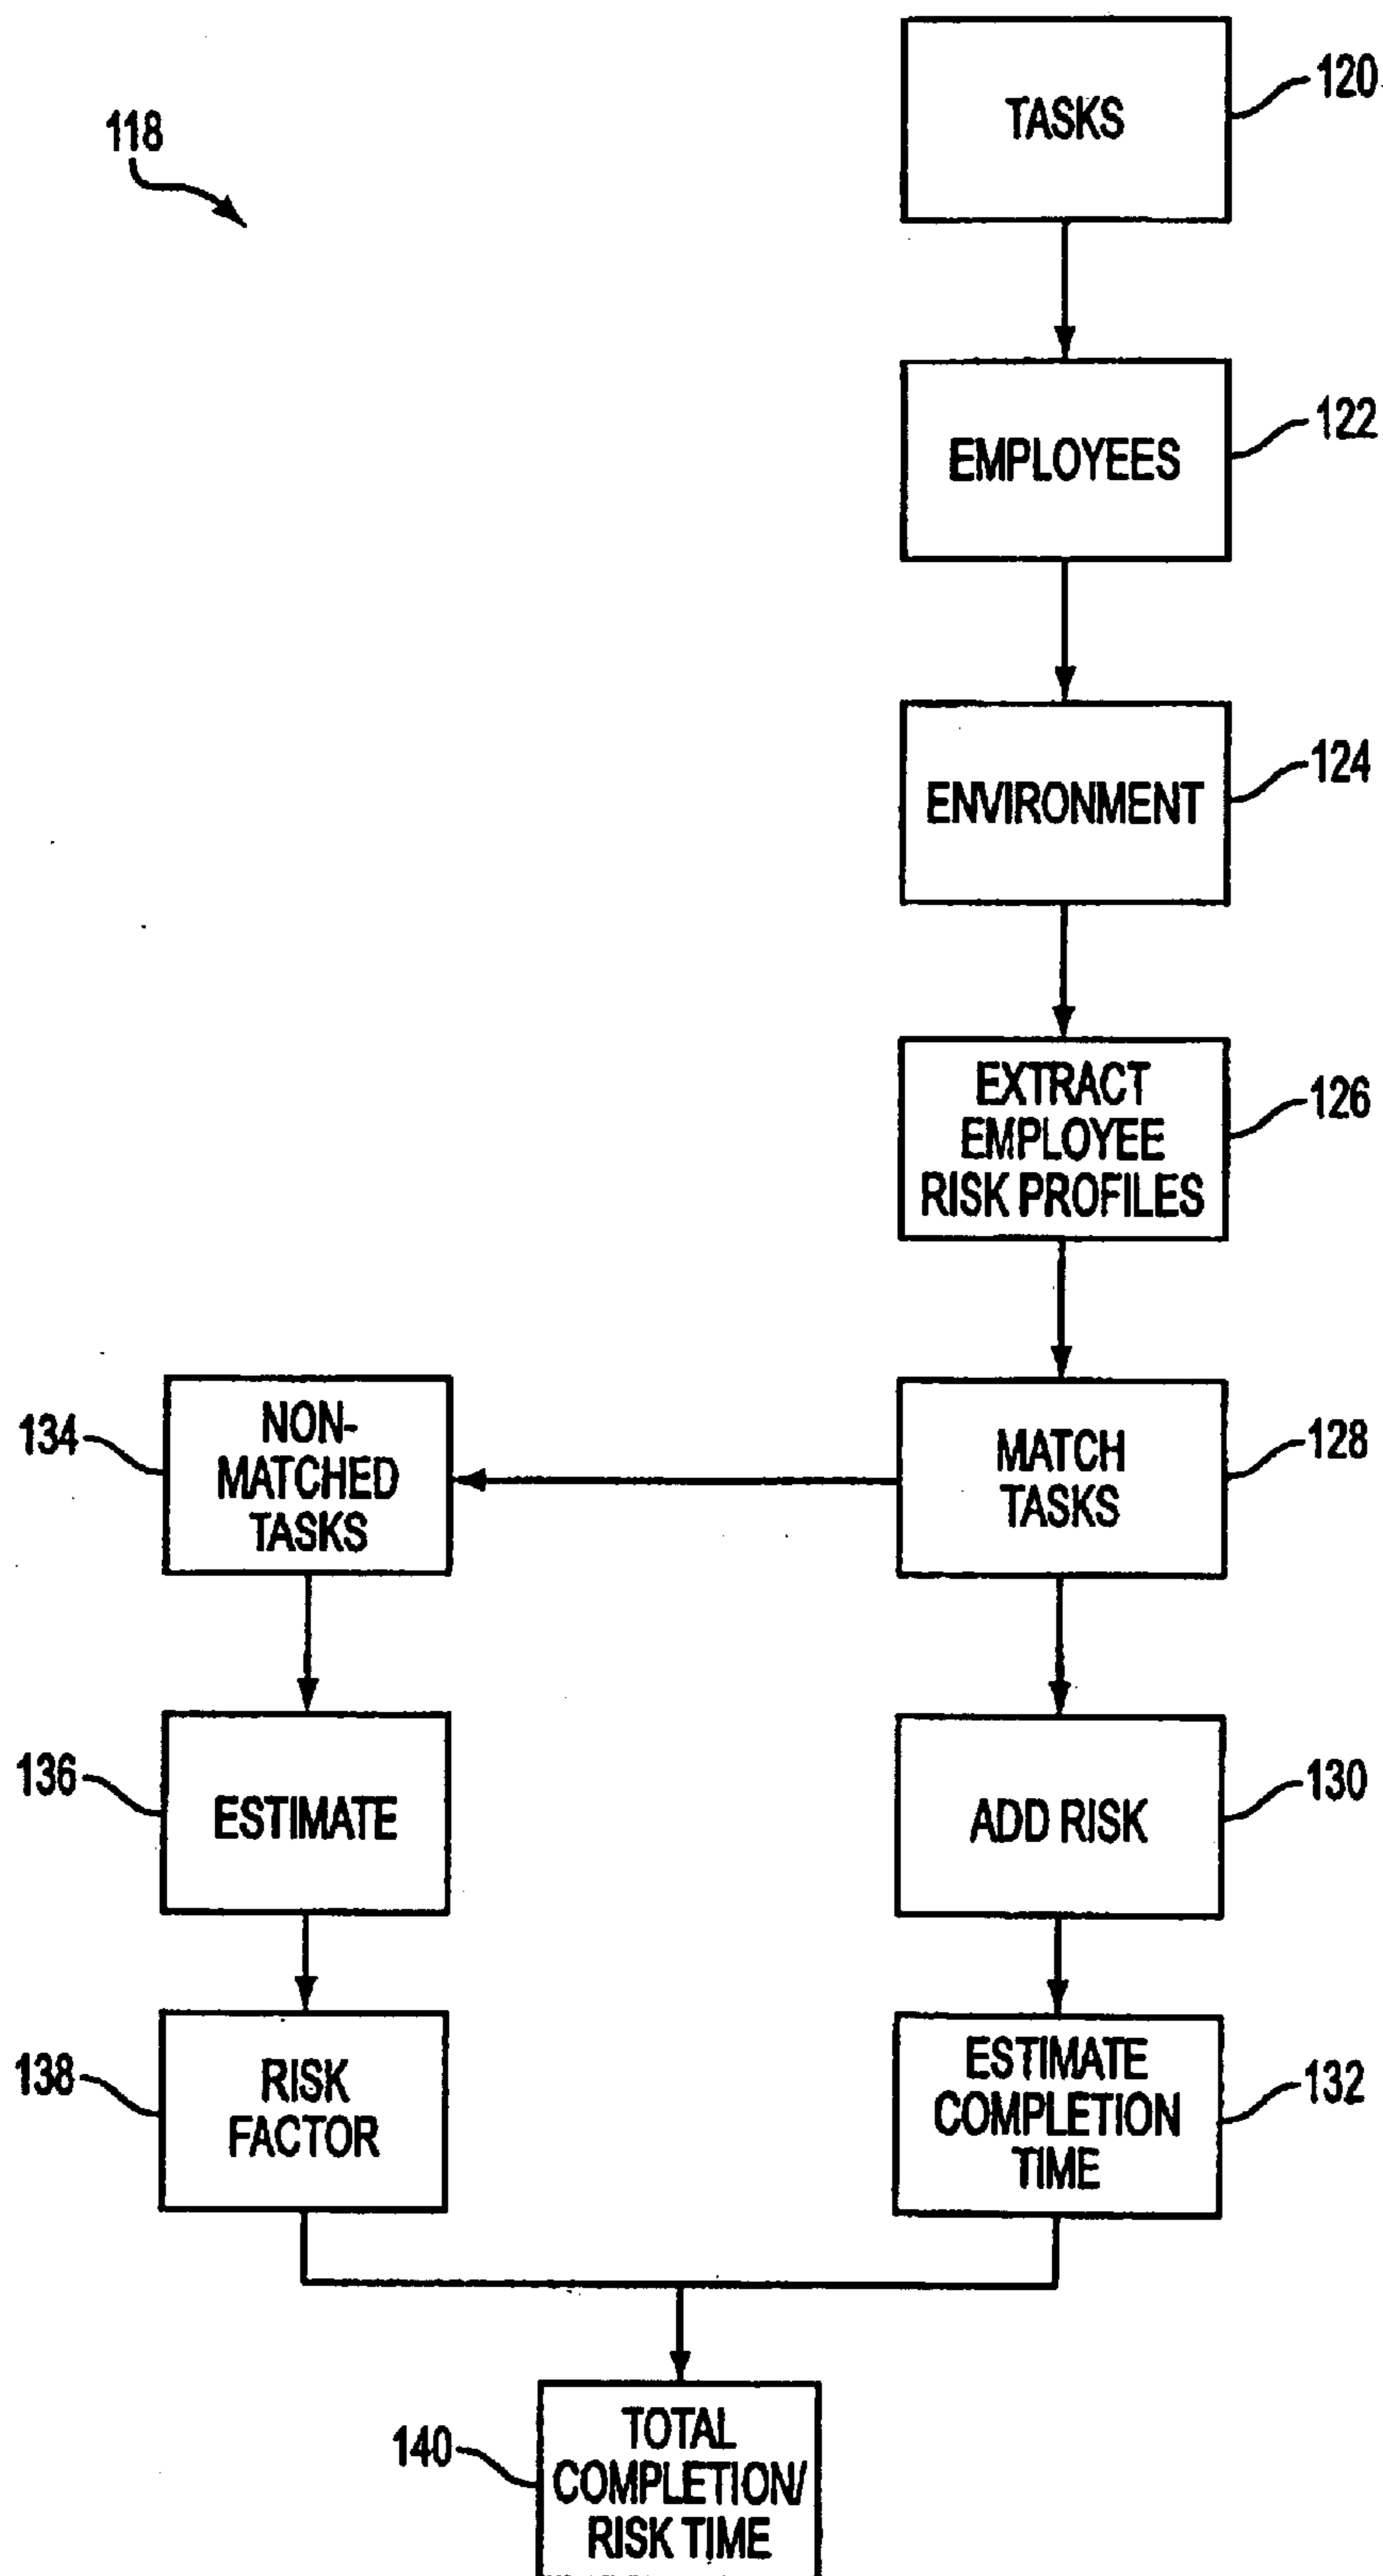 118
TASKS
120
EMPLOYEES
122
ENVIRONMENT
124
EXTRACT
EMPLOYEE
RISK PROFILES
126
MATCH
TASKS
128
NON-
MATCHED
TASKS
134
ADD RISK
130
ESTIMATE
136
ESTIMATE
COMPLETION
TIME
132
RISK
FACTOR
138
TOTAL
COMPLETION/
RISK TIME
140